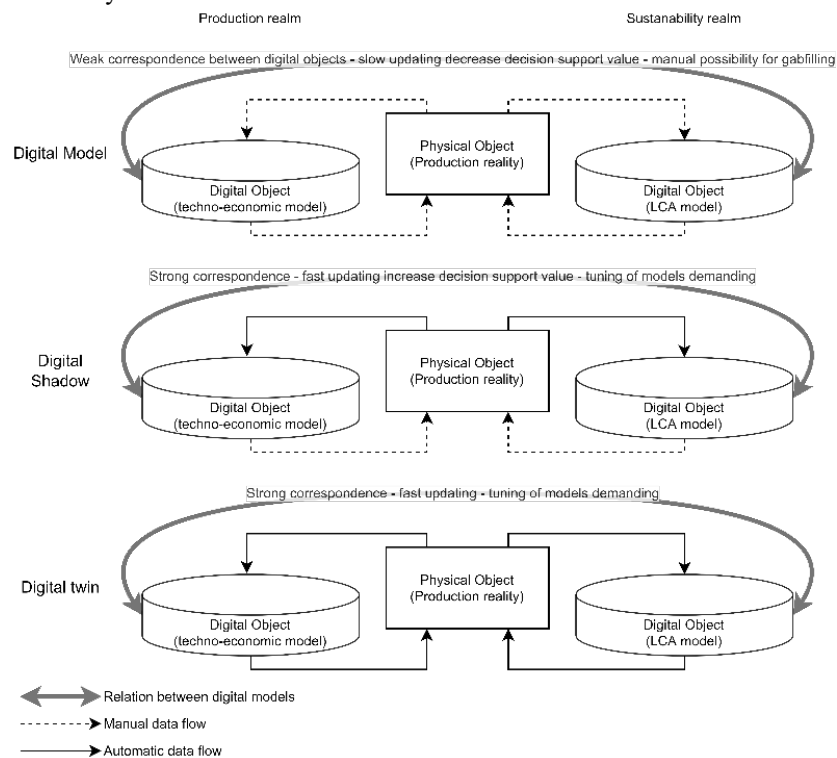 Production realm
Sustanability realm
Weak correspondence between digital objects - slow updating decrease decision support value - manual possibility for gabfilling
Digital Model
Physical Object
(Production reality)
Digital Object
(techno-economic model)
Digital Object
(LCA model)
Strong correspondence - fast updating increase decision support value - tuning of models demanding
Digital
Shadow
Physical Object
(Production reality)
Digital Object
(techno-economic model)
Digital Object
(LCA model)
Strong correspondence - fast updating - tuning of models demanding
Digital twin
Physical Object
(Production reality)
Digital Object
(techno-economic model)
Digital Object
(LCA model)
Relation between digital models
Manual data flow
Automatic data flow